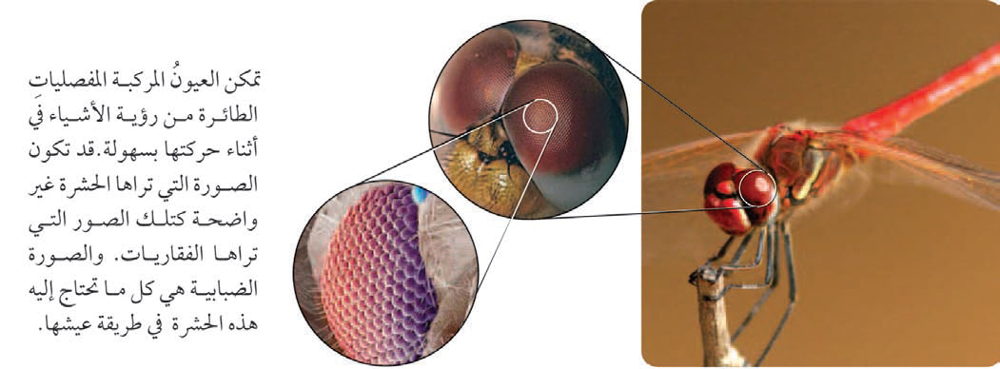 تمكن العيونُ المركبة المفصلياتِ
الطائرة من رؤية الأشياء في
أثناء حركتها بسهولة. قد تكون
الصورة التي تراها الحشرة غير
واضحة كتلك الصور التي
تراها الفقاريات. والصورة
الضبابية هي كل ما تحتاج إليه
هذه الحشرة في طريقة عيشها.